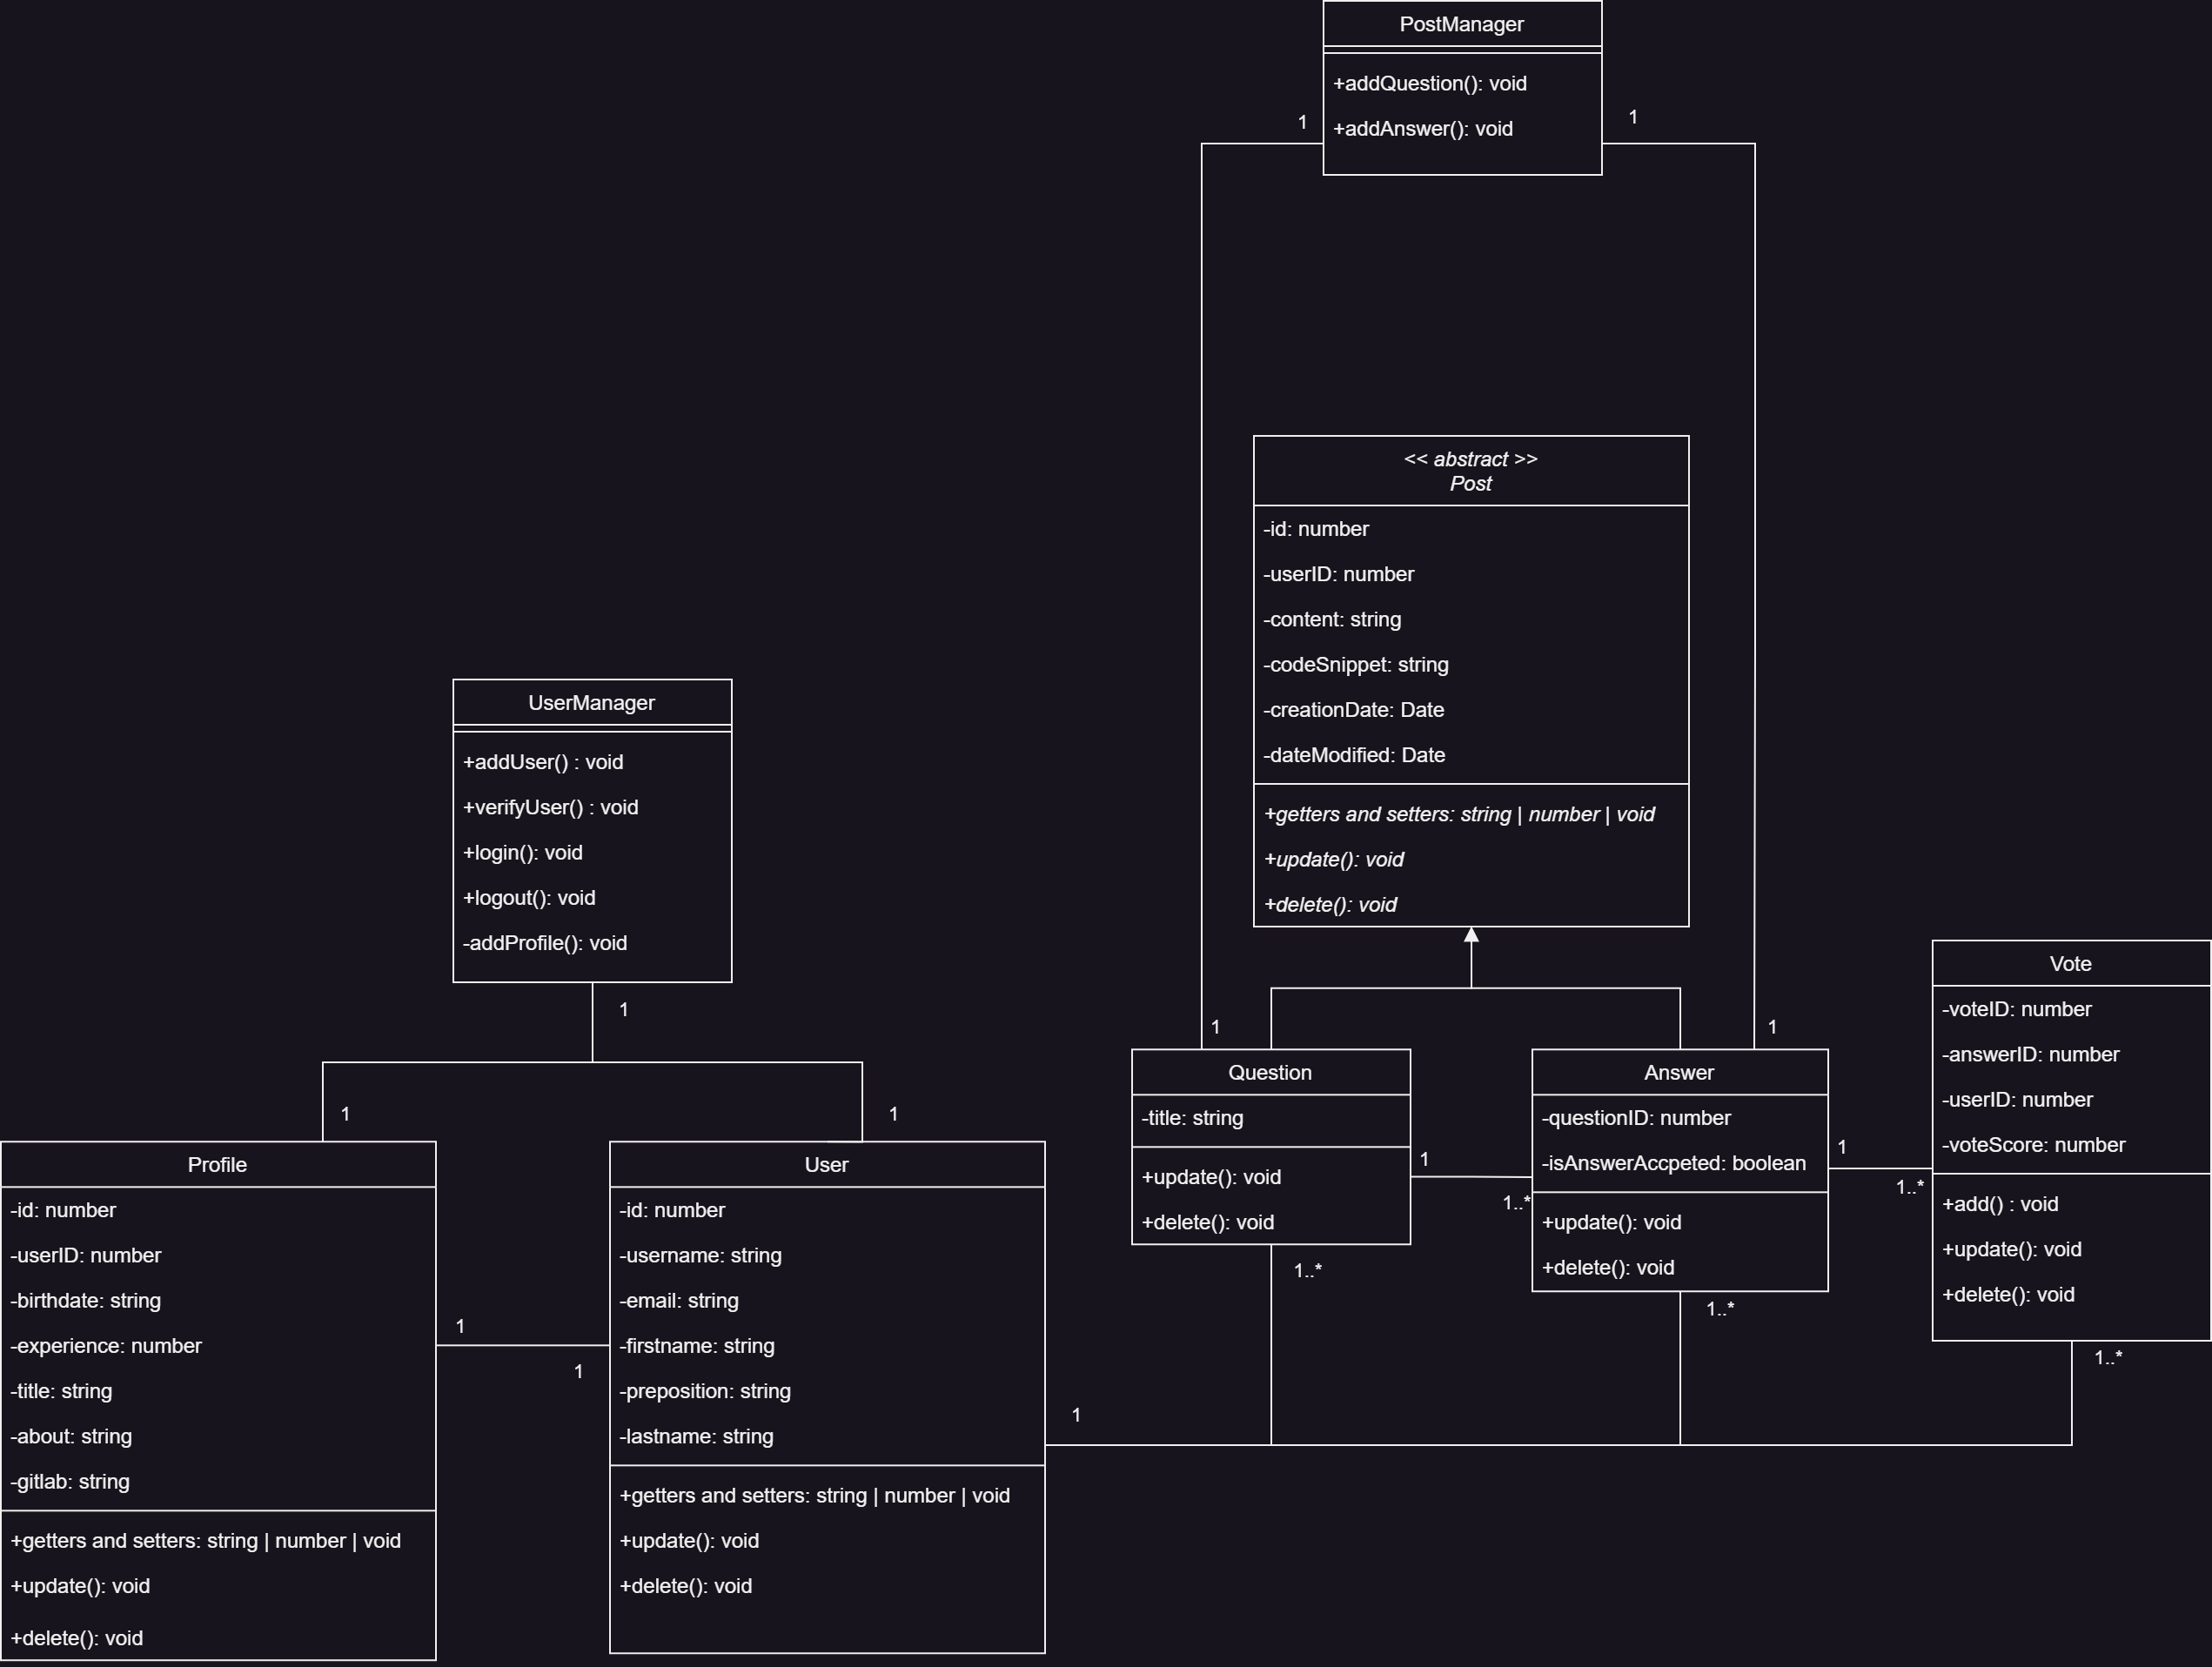 PostManager
+addQuestion(): void
+addAnswer(): void
1
1
<< abstract >>
Post
-id: number
-userID: number
-content: string
-codeSnippet: string
-creationDate: Date
-dateModified: Date
+getters and setters: string | number | void
+update(): void
+delete(): void
UserManager
+addUser() : void
+verifyUser() : void
+login(): void
+logout(): void
-addProfile(): void
1
1
1
Profile
-id: number
-userID: number
-birthdate: string
-experience: number
-title: string
-about: string
-gitlab: string
+getters and setters: string | number | void
+update(): void
+delete(): void
1
1
User
-id: number
-username: string
-email: string
-firstname: string
-preposition: string
-lastname: string
+getters and setters: string | number | void
+update(): void
+delete(): void
1
1
Question
-title: string
+update(): void
+delete(): void
1..*
1
1..*
1
Answer
-questionID: number
-isAnswerAccpeted: boolean
+update(): void
+delete(): void
1..*
1
1..*
Vote
-voteID: number
-answerID: number
-userID: number
-voteScore: number
+add() : void
+update(): void
+delete(): void
1..*